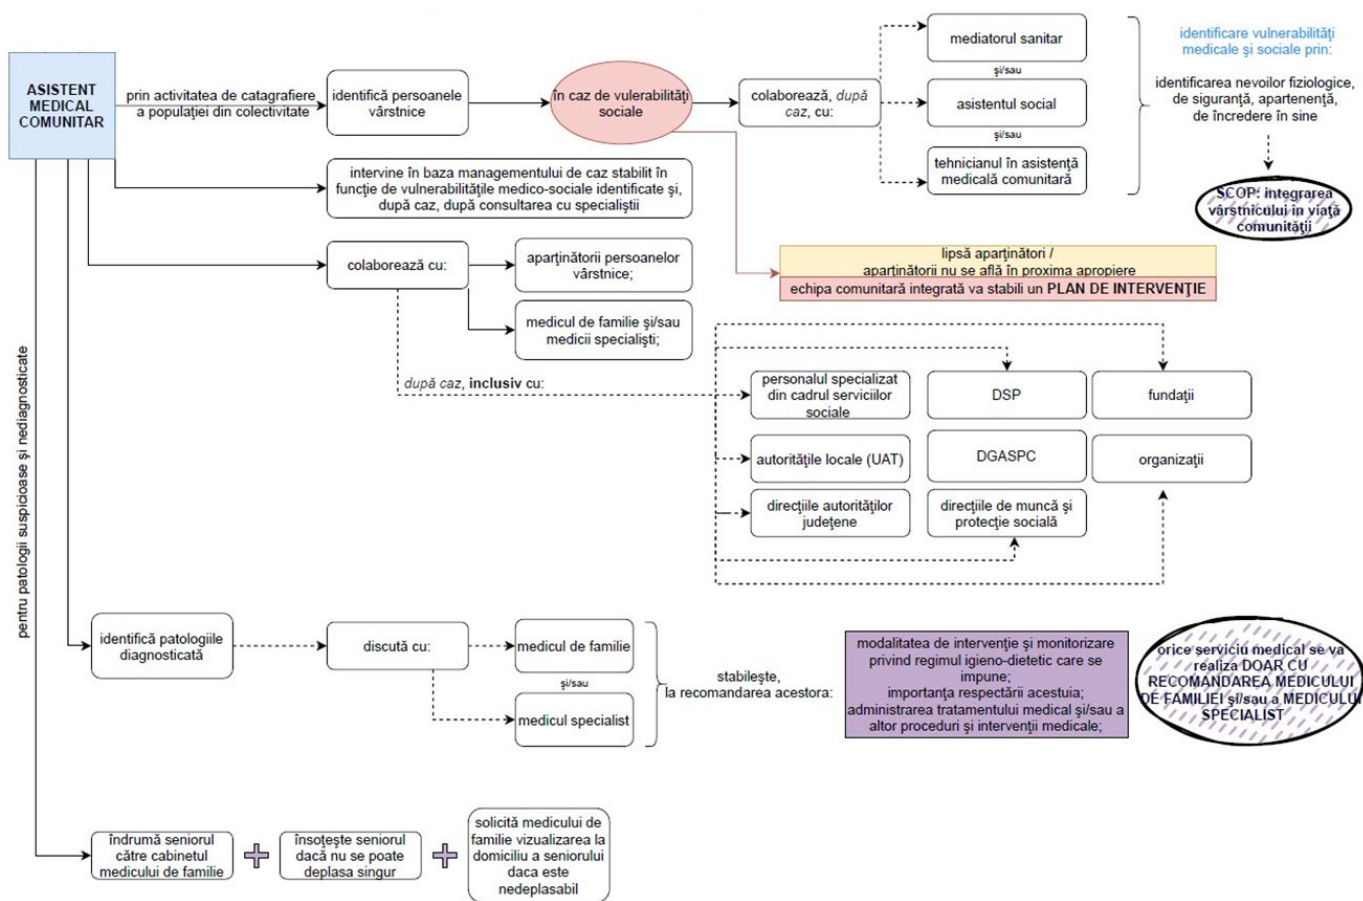 ASISTENT
MEDICAL
COMUNITAR
prin activitatea de catagrafiere
a populației din colectivitate
identifică persoanele
vârstnice
în caz de vulerabilități
sociale
colaborează, după
caz, cu:
mediatorul sanitar
și/sau
asistentul social
și/sau
tehnicianul în asistență
medicală comunitară
identificare vulnerabilități
medicale și sociale prin:
identificarea nevoilor fiziologice,
de siguranță, apartenență,
de încredere în sine
SCOP: integrarea
vârstnicului în viață
comunității
intervine în baza managementului de caz stabilit în
funcție de vulnerabilitățile medico-sociale identificate și,
după caz, după consultarea cu specialiștii
lipsă aparținători /
aparținătorii nu se află în proxima apropiere
echipa comunitară integrată va stabili un PLAN DE INTERVENȚIE
colaborează cu:
aparținătorii persoanelor
vârstnice;
medicul de familie și/sau
medicii specialiști;
după caz, inclusiv cu:
personalul specializat
din cadrul serviciilor
sociale
DSP
fundații
autoritățile locale (UAT)
DGASPC
organizații
direcțiile autorităților
județene
direcțiile de muncă și
protecție socială
pentru patologii suspicioase și nediagnosticate
identifică patologiile
diagnosticată
discută cu:
medicul de familie
și/sau
medicul specialist
stabilește,
la recomandarea acestora:
modalitatea de intervenție și monitorizare
privind regimul igieno-dietetic care se
impune;
importanța respectării acestuia;
administrarea tratamentului medical și/sau a
altor proceduri și intervenții medicale;
orice serviciu medical se va
realiza DOAR CU
RECOMANDAREA MEDICULUI
DE FAMILIEI și/sau a MEDICULUI
SPECIALIST
îndrumă seniorul
către cabinetul
medicului de familie
însoțește seniorul
dacă nu se poate
deplasa singur
solicită medicului de
familie vizualizarea la
domiciliu a seniorului
daca este
nedeplasabil